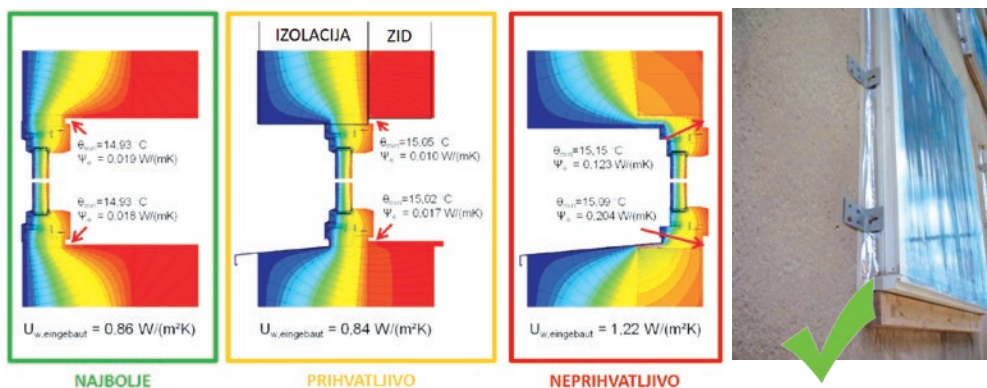 θmin=14,93 °C
Ψe = 0.019 W/(mK)
θmin=14.93 °C
Ψe = 0.018 W/(mK)
Uw,eingebaut = 0,86 W/(m²K)
NAJBOLJE
IZOLACIJA ZID
θmin=15,05 °C
Ψe = 0.010 W/(mK)
θmin=15,02 °C
Ψe = 0,017 W/(mK)
Uw,eingebaut = 0,84 W/(m²K)
PRIHVATLJIVO
θmin=15,15 °C
Ψe = 0.123 W/(mK)
θmin=15,09 °C
Ψe = 0.204 W/(mK)
Uw,eingebaut = 1,22 W/(m²K)
NEPRIHVATLJIVO